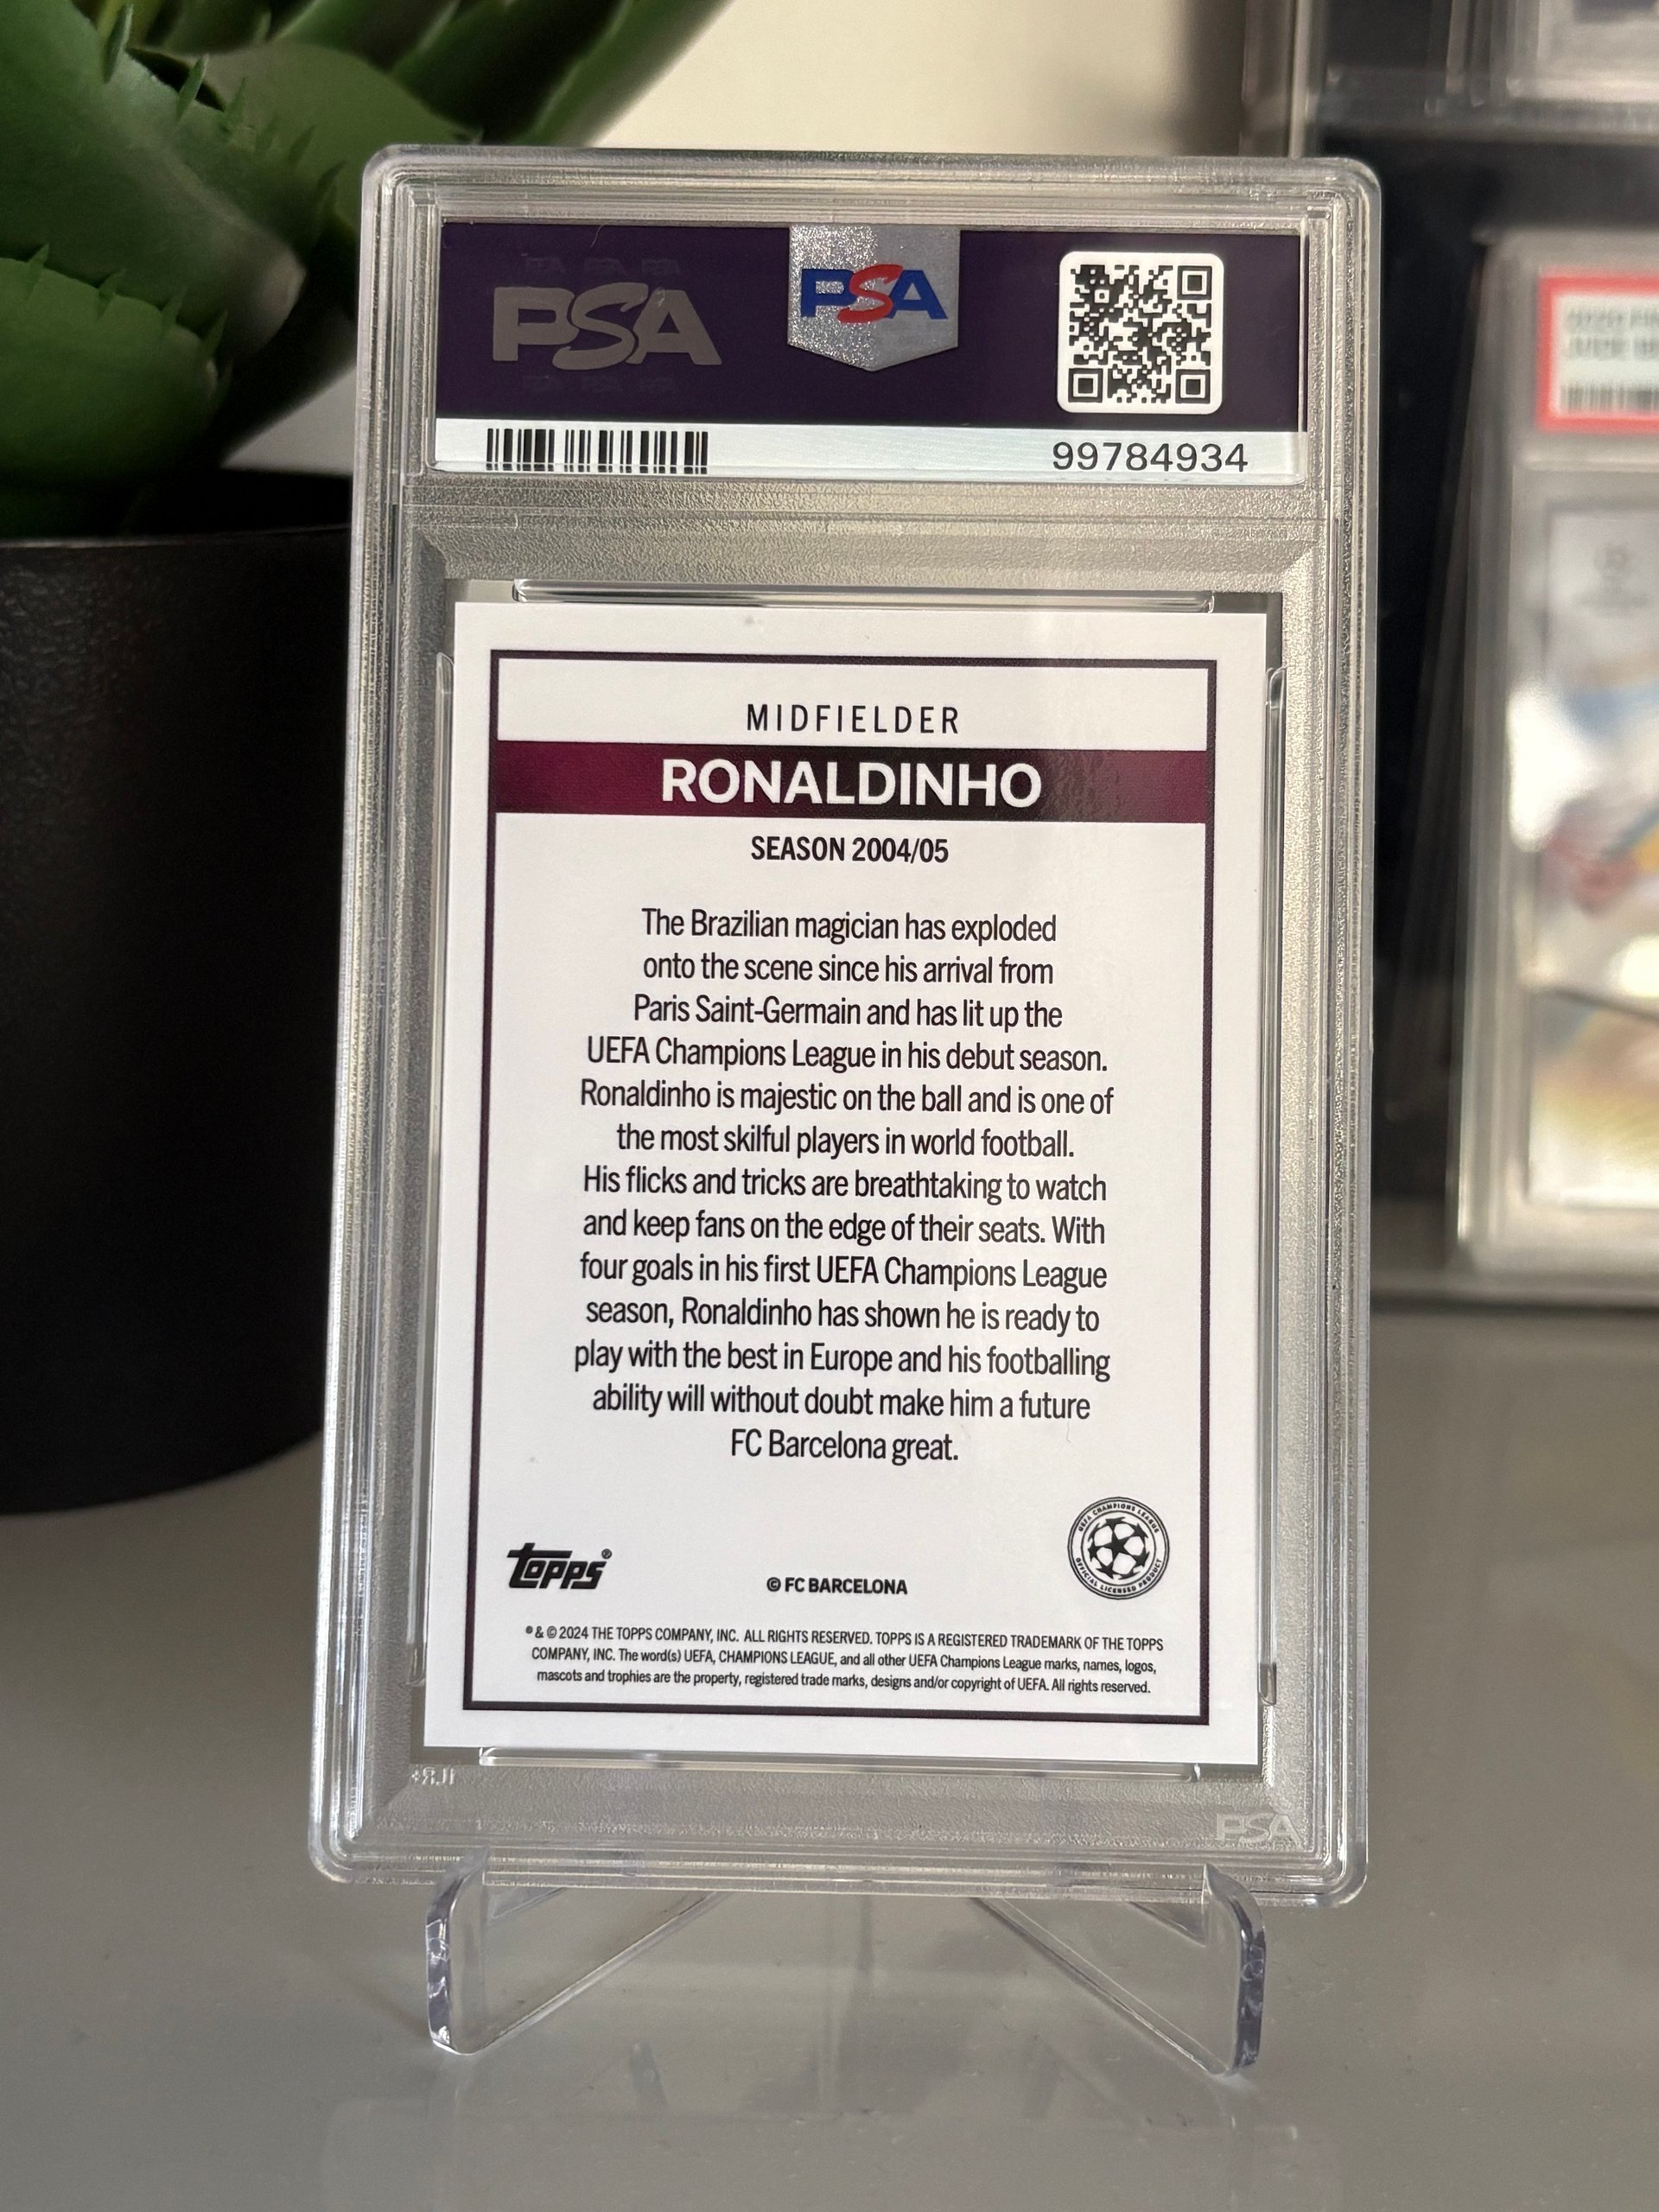 PSA
PSA
99784934
MIDFIELDER
RONALDINHO
SEASON 2004/05
The Brazilian magician has exploded
onto the scene since his arrival from
Paris Saint-Germain and has lit up the
UEFA Champions League in his debut season.
Ronaldinho is majestic on the ball and is one of
the most skilful players in world football.
His flicks and tricks are breathtaking to watch
and keep fans on the edge of their seats. With
four goals in his first UEFA Champions League
season, Ronaldinho has shown he is ready to
play with the best in Europe and his footballing
ability will without doubt make him a future
FC Barcelona great.
UEFA CHAMPIONS LEAGUE
OFFICIAL LICENSED PRODUCT
topps®
© FC BARCELONA
® & © 2024 THE TOPPS COMPANY, INC. ALL RIGHTS RESERVED. TOPPS IS A REGISTERED TRADEMARK OF THE TOPPS
COMPANY, INC. The word(s) UEFA, CHAMPIONS LEAGUE, and all other UEFA Champions League marks, names, logos,
mascots and trophies are the property, registered trade marks, designs and/or copyright of UEFA. All rights reserved.
PSA